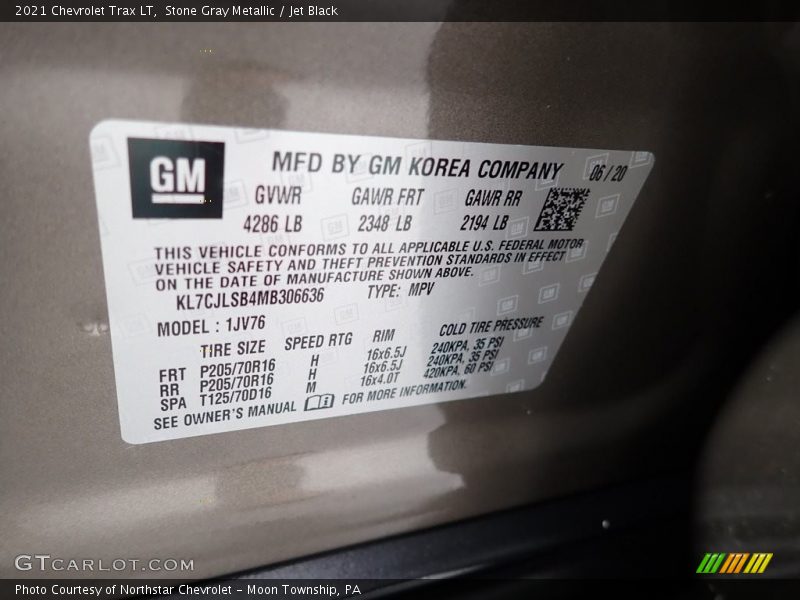 2021 Chevrolet Trax LT,  Stone Gray Metallic / Jet Black
GM
MFD BY GM KOREA COMPANY 06/20
GVWR GAWR FRT GAWR RR
4286 LB 2348 LB 2194 LB
THIS VEHICLE CONFORMS TO ALL APPLICABLE U.S. FEDERAL MOTOR
VEHICLE SAFETY AND THEFT PREVENTION STANDARDS IN EFFECT
ON THE DATE OF MANUFACTURE SHOWN ABOVE.
KL7CJLSB4MB306636 TYPE: MPV
MODEL : 1JV76
TIRE SIZE SPEED RTG RIM COLD TIRE PRESSURE
FRT P205/70R16 H 16x6.5J 240KPA, 35 PSI
RR P205/70R16 H 16x6.5J 240KPA, 35 PSI
SPA T125/70D16 M 16x4.0T 420KPA, 60 PSI
SEE OWNER'S MANUAL FOR MORE INFORMATION.
GTCARLOT.COM
Photo Courtesy of Northstar Chevrolet - Moon Township, PA